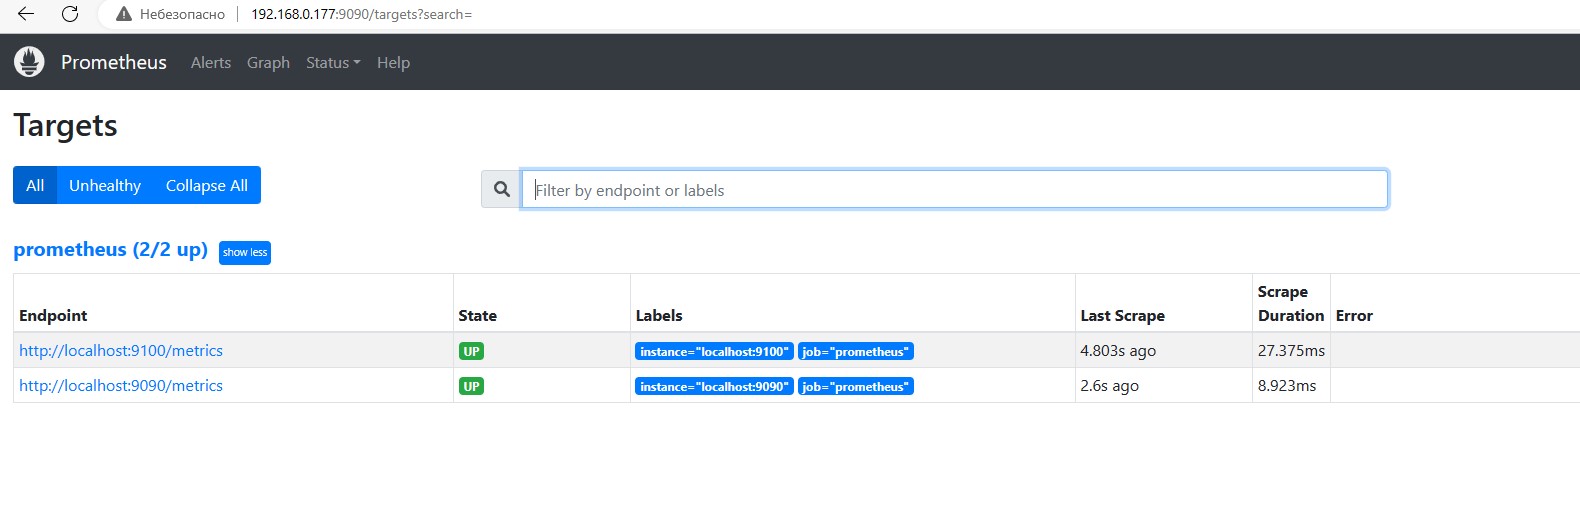 Небезопасно 192.168.0.177:9090/targets?search=
Prometheus Alerts Graph Status Help
Targets
All Unhealthy Collapse All Filter by endpoint or labels
prometheus (2/2 up) show less
Endpoint State Labels Last Scrape Scrape Duration Error
http://localhost:9100/metrics UP instance="localhost:9100" job="prometheus" 4.803s ago 27.375ms
http://localhost:9090/metrics UP instance="localhost:9090" job="prometheus" 2.6s ago 8.923ms